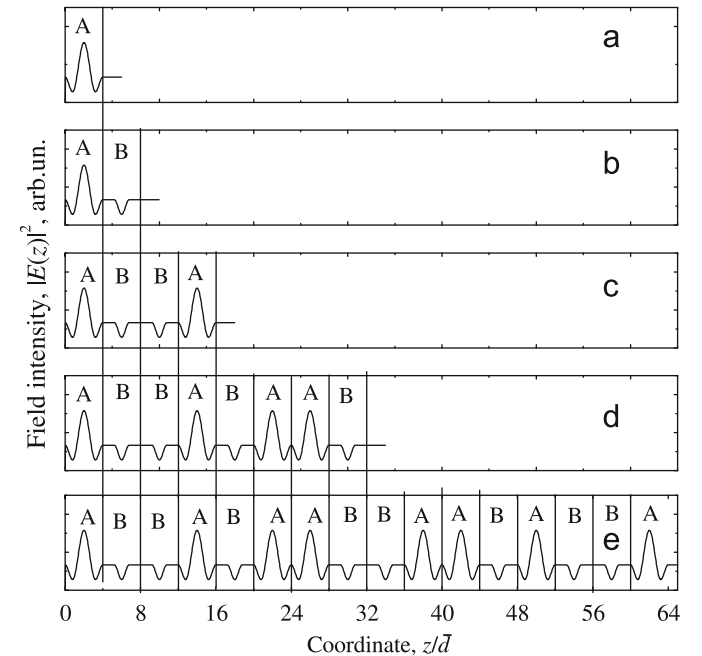 A
a
A B
b
A B B A
c
A B B A B A A B
d
A B B A B A A B B A A B A B B A
e
0 8 16 24 32 40 48 56 64
Coordinate, z/d̄
Field intensity, |E(z)|², arb.un.